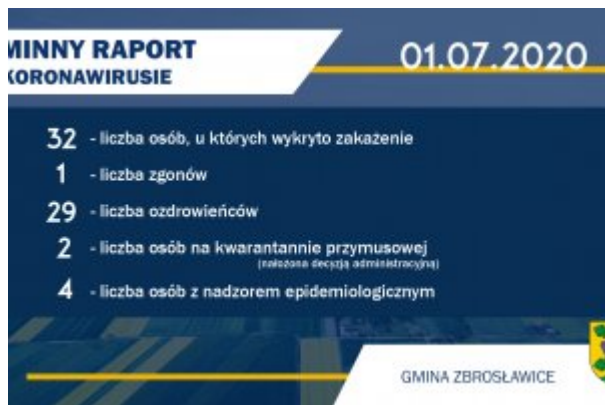 MINNY RAPORT
KORONAWIRUSIE
01.07.2020
32 - liczba osób, u których wykryto zakażenie
1 - liczba zgonów
29 - liczba ozdrowieńców
2 - liczba osób na kwarantannie przymusowej
(nałożona decyzją administracyjną)
4 - liczba osób z nadzorem epidemiologicznym
GMINA ZBROSŁAWICE